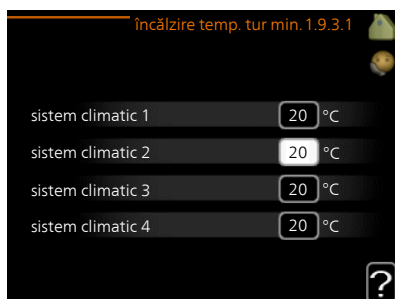 încălzire temp. tur min. 1.9.3.1
sistem climatic 1 20 °C
sistem climatic 2 20 °C
sistem climatic 3 20 °C
sistem climatic 4 20 °C
?